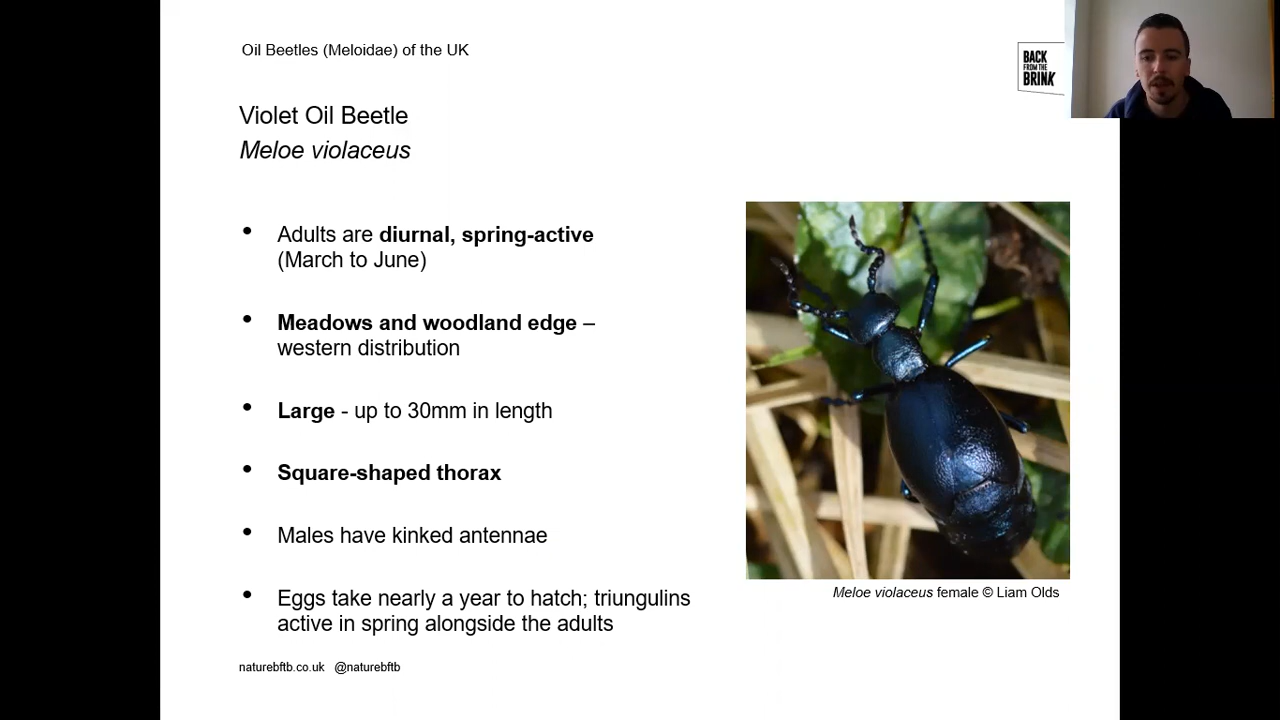 Oil Beetles (Meloidae) of the UK
BACK
FROM THE
BRINK
Violet Oil Beetle
Meloe violaceus
• Adults are diurnal, spring-active
(March to June)
• Meadows and woodland edge –
western distribution
• Large - up to 30mm in length
• Square-shaped thorax
• Males have kinked antennae
• Eggs take nearly a year to hatch; triungulins
active in spring alongside the adults
Meloe violaceus female © Liam Olds
naturebftb.co.uk @naturebftb